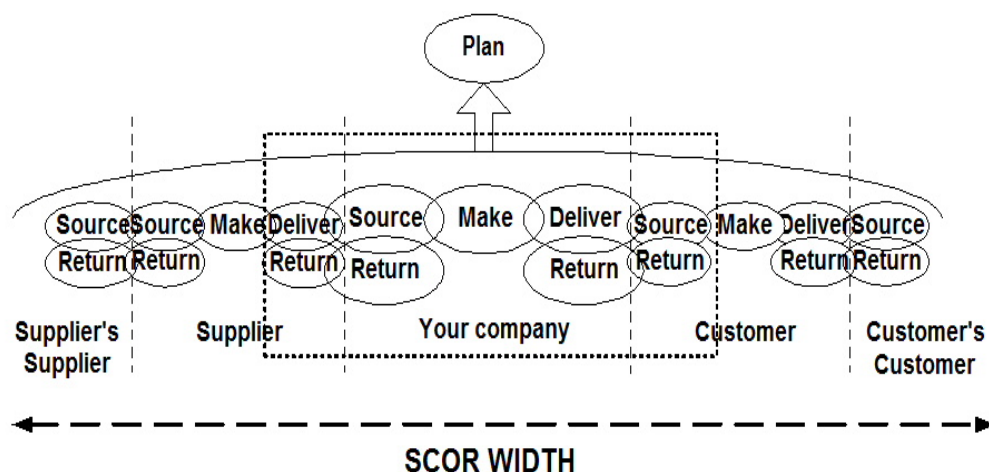 Plan
Source Source Make Deliver Source Make Deliver Source Make Deliver Source
Return Return Return Return Return Return Return Return
Supplier's
Supplier
Supplier
Your company
Customer
Customer's
Customer
SCOR WIDTH